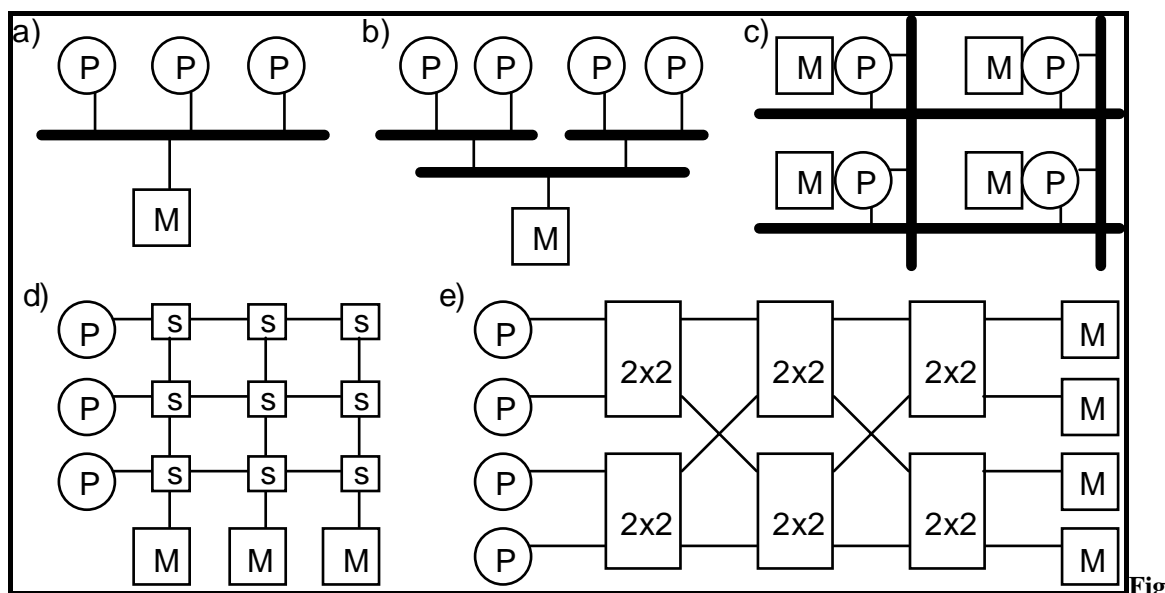 a)
P P P
M
b)
P P P P
M
c)
M P M P
M P M P
d)
P s s s
P s s s
P s s s
M M M
e)
P 2x2 2x2 2x2 M
P M
P 2x2 2x2 2x2 M
P M
Fig